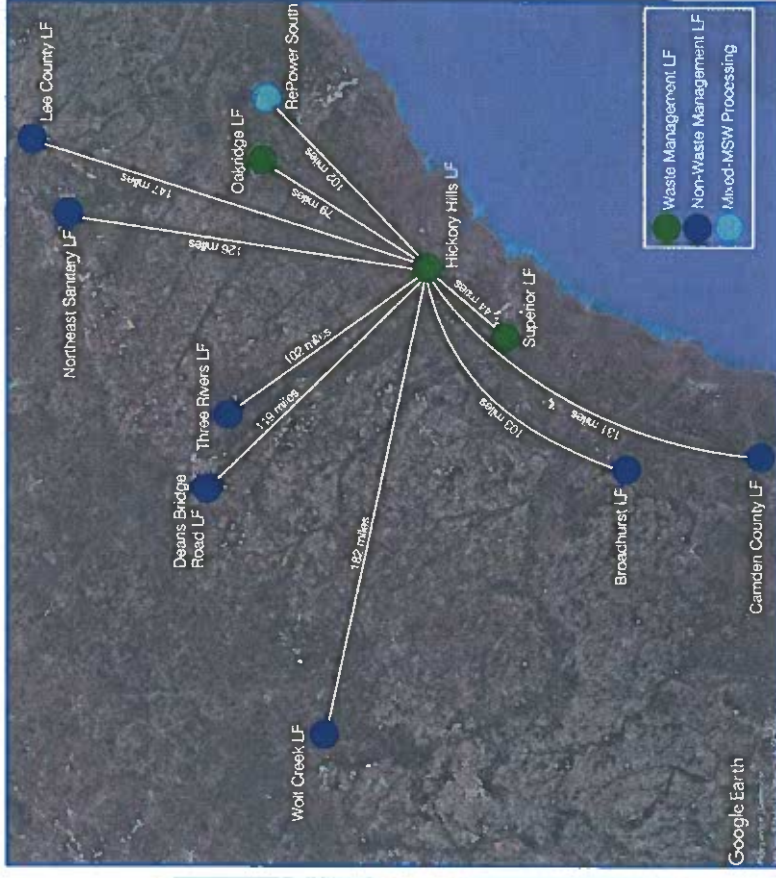 Lee County LF
147 miles
Northeast Sanitary LF
126 miles
RePower South
102 miles
Oakridge LF
79 miles
Three Rivers LF
102 miles
Deans Bridge
Road LF
119 miles
Wolf Creek LF
182 miles
Hickory Hills LF
44 miles
Superior LF
103 miles
Broadhurst LF
131 miles
Camden County LF
Waste Management LF
Non-Waste Management LF
Mixed-MSW Processing
Google Earth